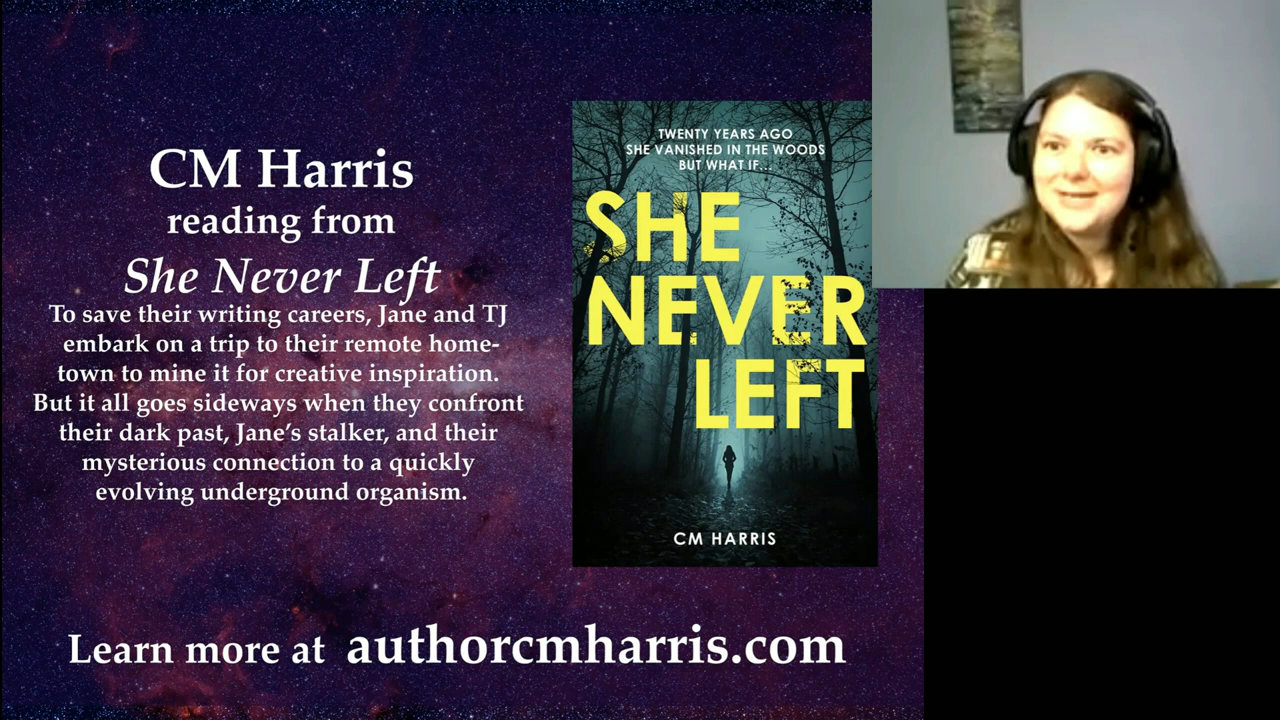 CM Harris
reading from
She Never Left
To save their writing careers, Jane and TJ
embark on a trip to their remote home-
town to mine it for creative inspiration.
But it all goes sideways when they confront
their dark past, Jane's stalker, and their
mysterious connection to a quickly
evolving underground organism.
TWENTY YEARS AGO
SHE VANISHED IN THE WOODS
BUT WHAT IF...
SHE
NEVER
LEFT
CM HARRIS
Learn more at authorcmharris.com